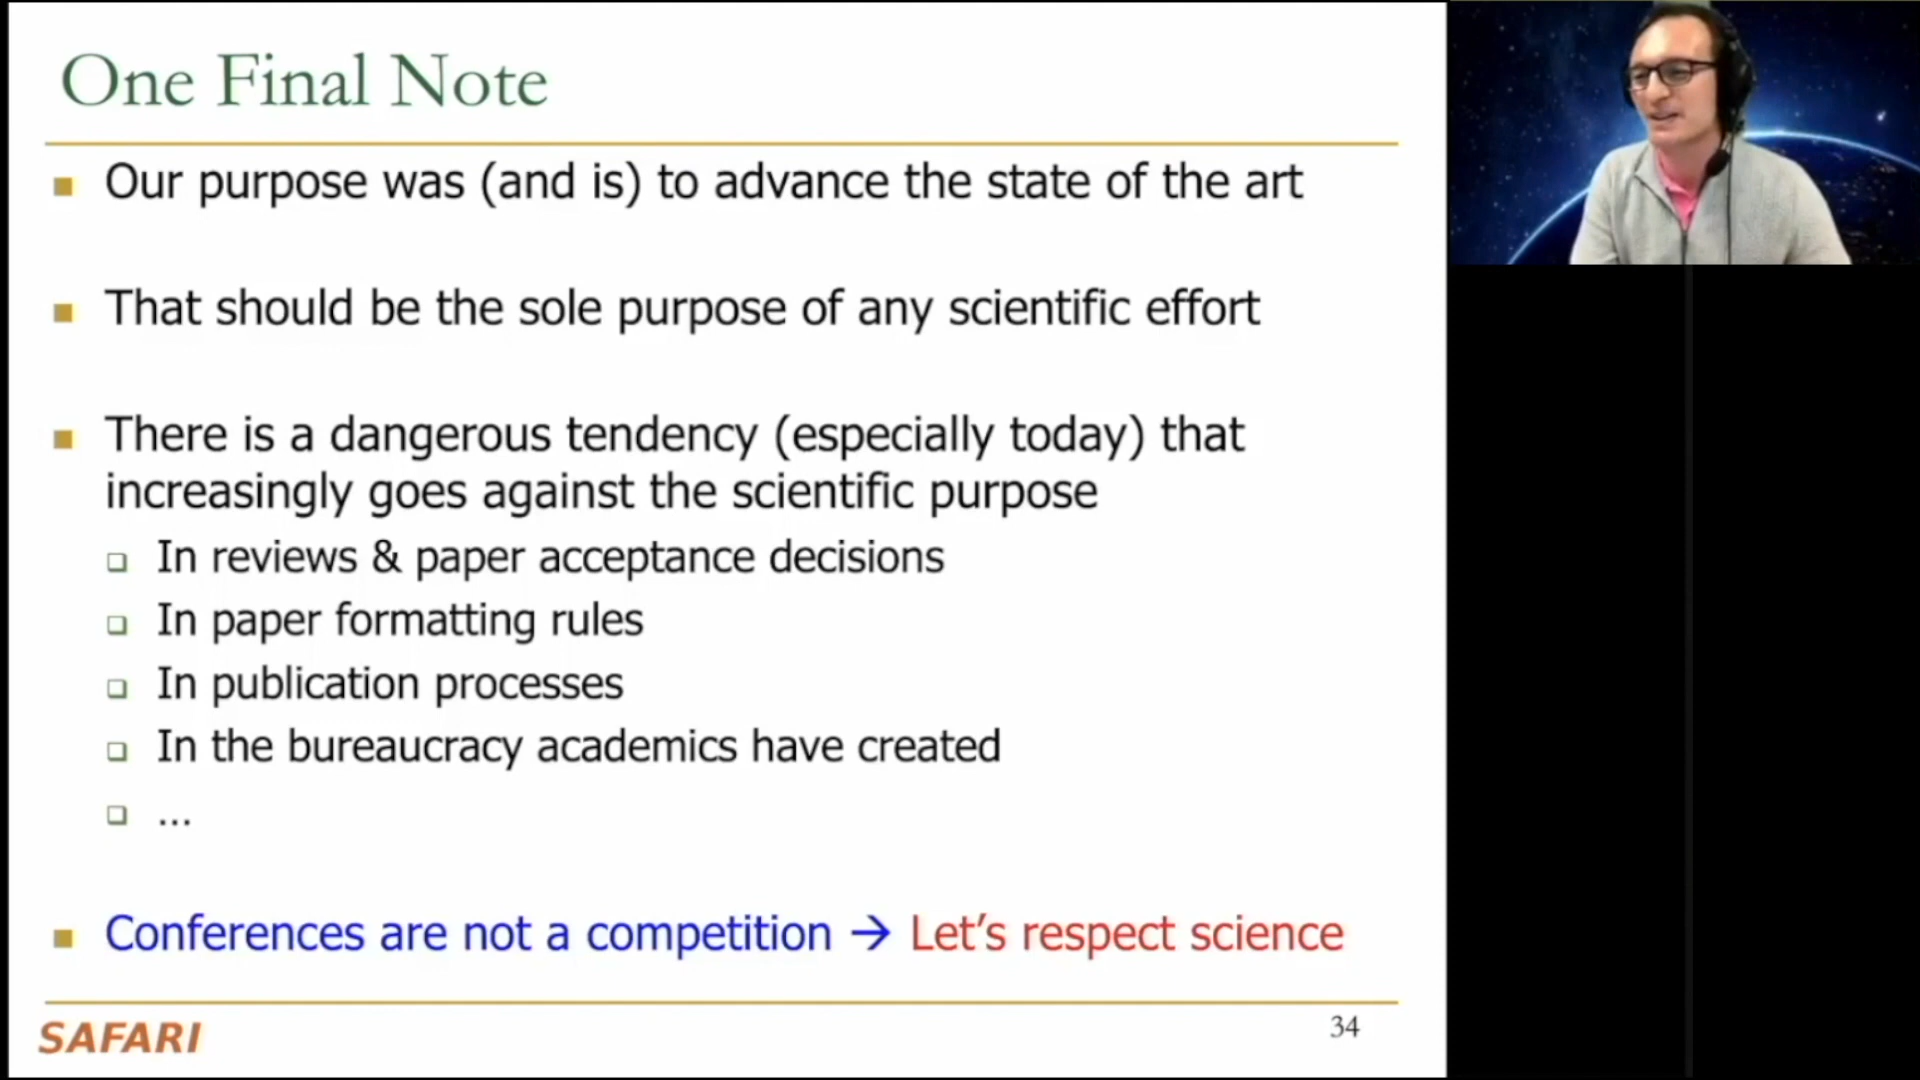 One Final Note
Our purpose was (and is) to advance the state of the art
That should be the sole purpose of any scientific effort
There is a dangerous tendency (especially today) that
increasingly goes against the scientific purpose
In reviews & paper acceptance decisions
In paper formatting rules
In publication processes
In the bureaucracy academics have created
...
Conferences are not a competition → Let's respect science
SAFARI
34